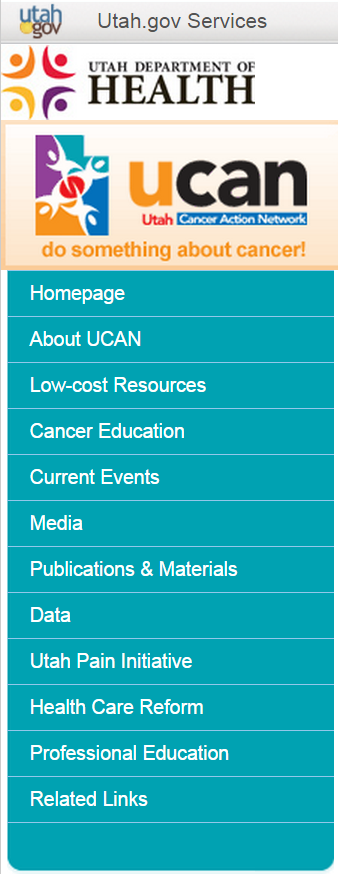 utah
gov
Utah.gov Services
UTAH DEPARTMENT OF
HEALTH
ucan
Utah Cancer Action Network
do something about cancer!
Homepage
About UCAN
Low-cost Resources
Cancer Education
Current Events
Media
Publications & Materials
Data
Utah Pain Initiative
Health Care Reform
Professional Education
Related Links